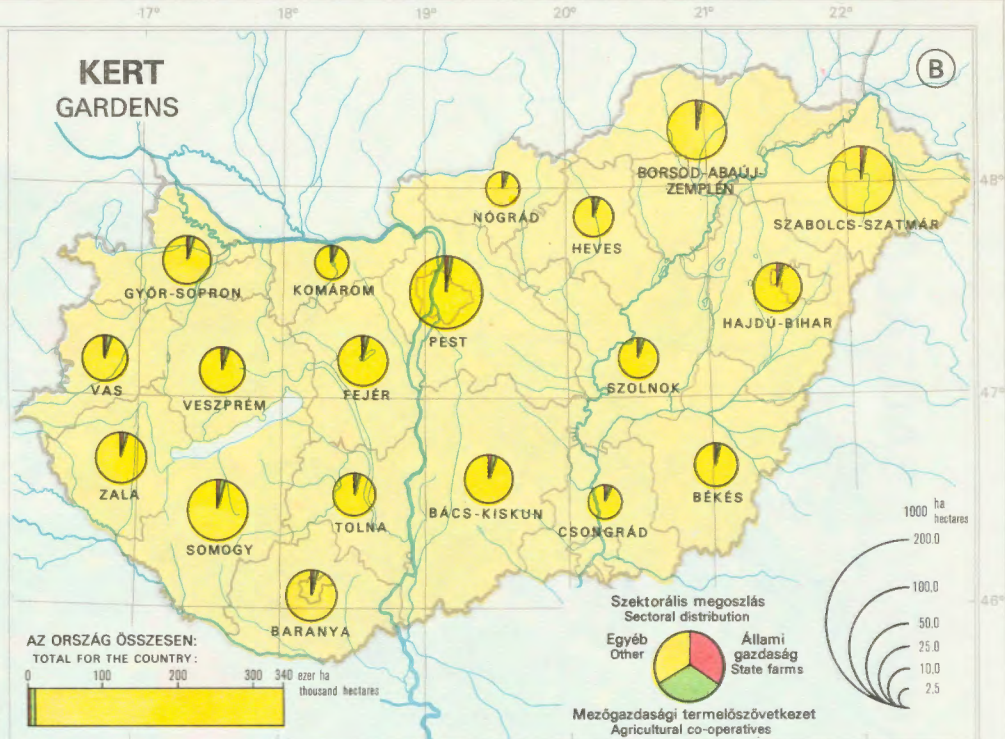 17° 18° 19° 20° 21° 22°
KERT
GARDENS
B
48°
47°
46°
BORSOD-ABAÚJ-
ZEMPLÉN
NÓGRÁD
SZABOLCS-SZATMÁR
HEVES
GYŐR-SOPRON
KOMÁROM
HAJDÚ-BIHAR
PEST
VAS
VESZPRÉM
FEJÉR
SZOLNOK
ZALA
SOMOGY
TOLNA
BÁCS-KISKUN
CSONGRÁD
BÉKÉS
BARANYA
AZ ORSZÁG ÖSSZESEN:
TOTAL FOR THE COUNTRY:
0 100 200 300 340 ezer ha
thousand hectares
Szektorális megoszlás
Sectoral distribution
Egyéb
Other
Állami
gazdaság
State farms
Mezőgazdasági termelőszövetkezet
Agricultural co-operatives
1000 ha
hectares
200.0
100.0
50.0
25.0
10.0
2.5